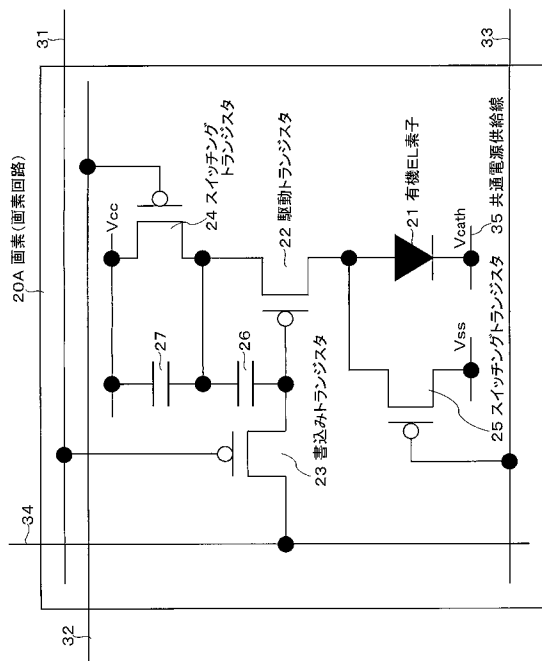 20A 画素(画素回路)
31
32
34
33
Vcc
27
26
24 スイッチング
トランジスタ
22 駆動トランジスタ
23 書込みトランジスタ
21 有機EL素子
25 スイッチングトランジスタ
Vss
Vcath
35 共通電源供給線